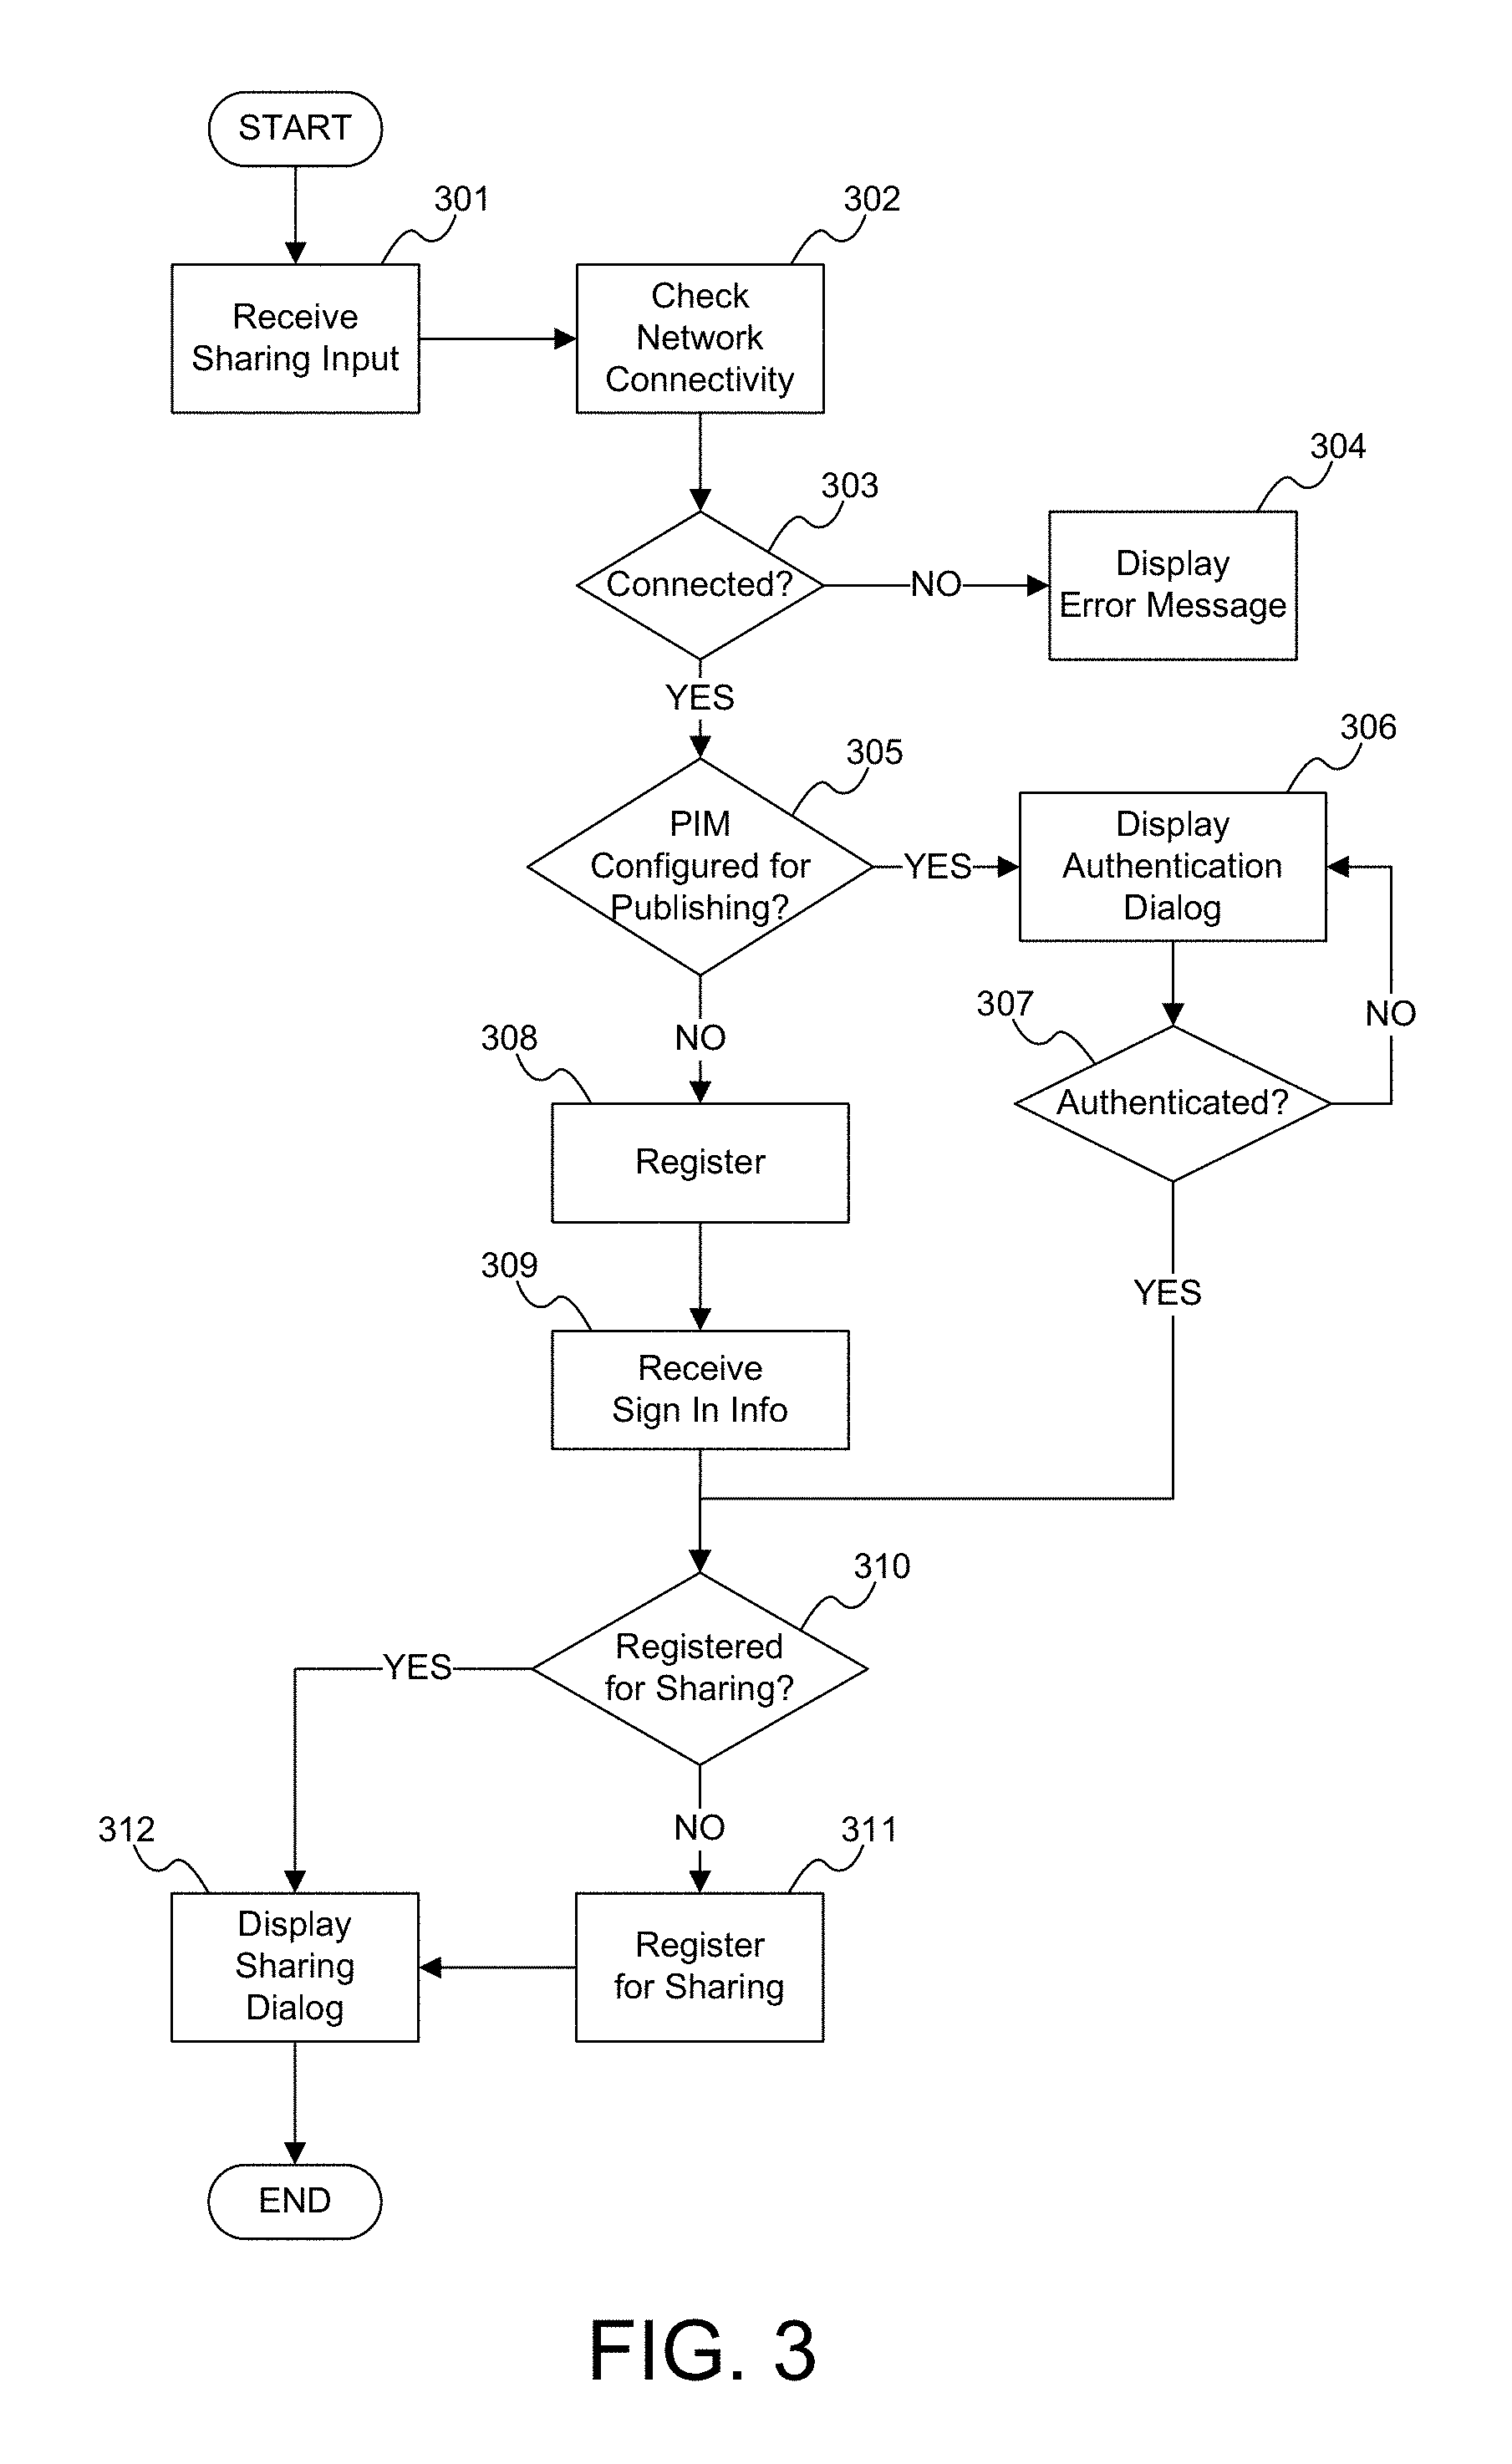 START
301
302
Receive
Sharing Input
Check
Network
Connectivity
303
304
Connected?
NO
Display
Error Message
YES
305
306
PIM
Configured for
Publishing?
YES
Display
Authentication
Dialog
NO
307
NO
308
Authenticated?
Register
309
YES
Receive
Sign In Info
310
Registered
for Sharing?
YES
NO
312
311
Display
Sharing
Dialog
Register
for Sharing
END
FIG. 3